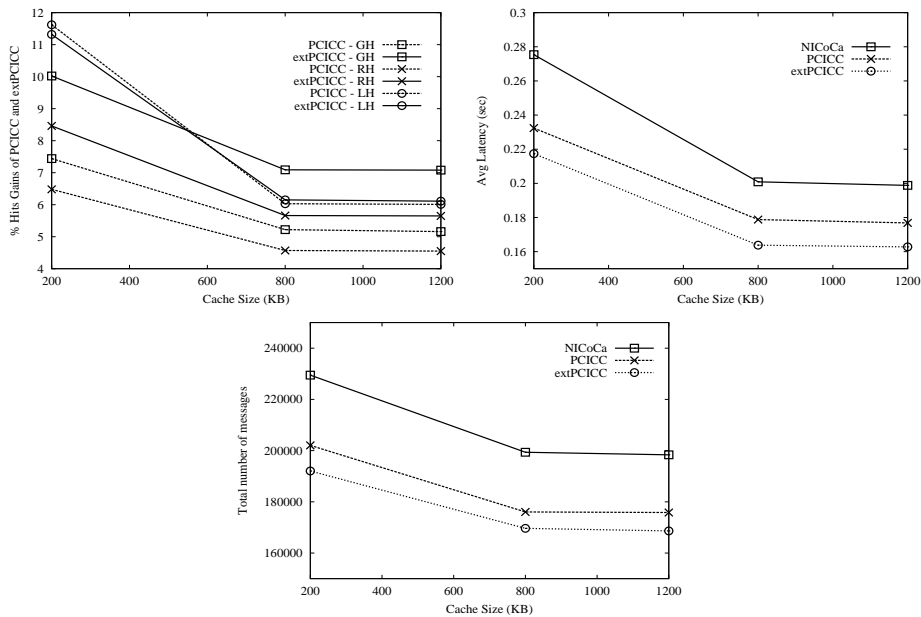 % Hits Gains of PCICC and extPCICC
12
11
10
9
8
7
6
5
4
200
400
600
800
1000
1200
Cache Size (KB)
PCICC - GH
extPCICC - GH
PCICC - RH
extPCICC - RH
PCICC - LH
extPCICC - LH
Avg Latency (sec)
0.3
0.28
0.26
0.24
0.22
0.2
0.18
0.16
200
400
600
800
1000
1200
Cache Size (KB)
NICoCa
PCICC
extPCICC
Total number of messages
240000
220000
200000
180000
160000
200
400
600
800
1000
1200
Cache Size (KB)
NICoCa
PCICC
extPCICC